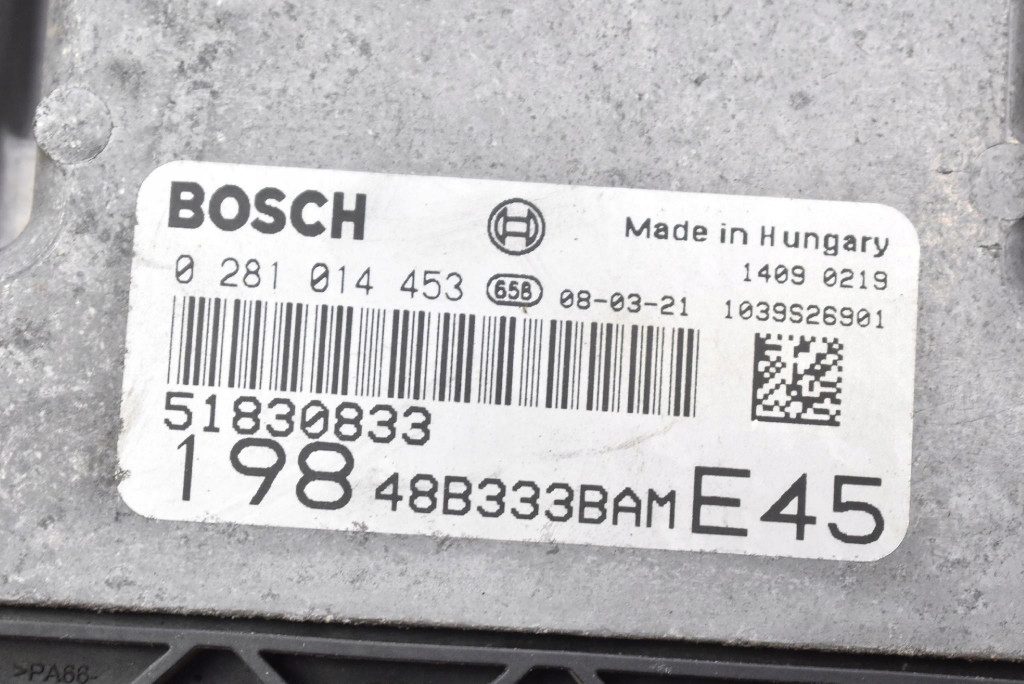 BOSCH
Made in Hungary
0 281 014 453 658 08-03-21
1409 0219
1039S26901
51830833
198 48B333BAM E45
>PA66-